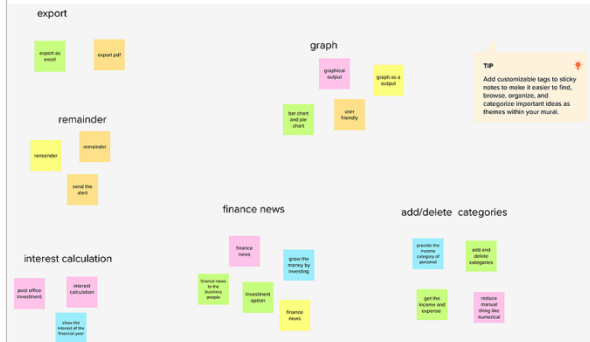 export
export as
excel
export pdf
graph
graphical
output
graph as a
output
bar chart
and pie
chart
user
friendly
TIP
Add customizable tags to sticky
notes to make it easier to find,
browse, organize, and
categorize important ideas as
themes within your mural.
remainder
remainder
remainder
send the
alert
finance news
finance
news
grow the
money by
investing
finance news
to the
business
people
investment
option
finance
news
add/delete categories
provide the
income
category of
personal
add and
delete
categories
get the
income and
expense
reduce
manual
thing like
numerical
interest calculation
post office
investment
interest
calculation
show the
interest of the
financial year